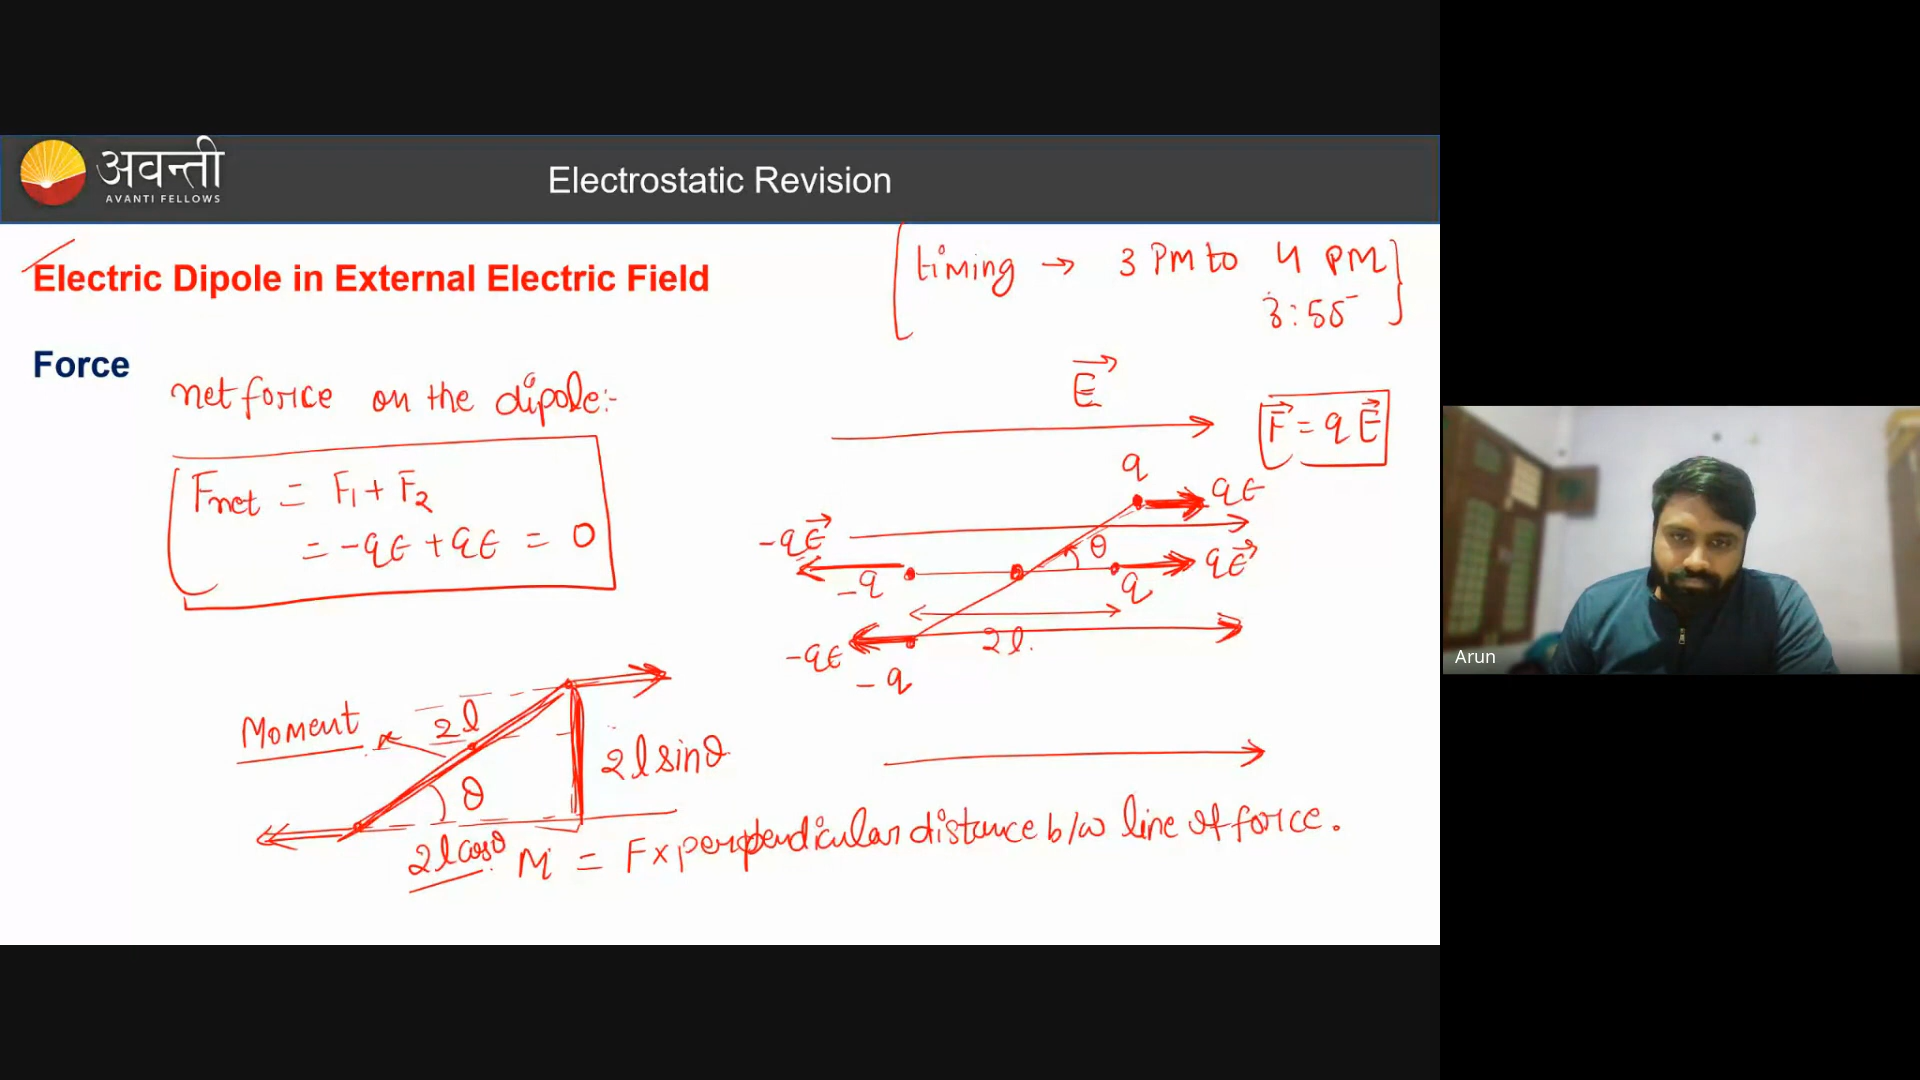 अवन्ती
AVANTI FELLOWS
Electrostatic Revision
Electric Dipole in External Electric Field
timing → 3 PM to 4 PM
3:55
Force
net force on the dipole:-
E
F = q E
Fnet = F1 + F2
= -qE + qE = 0
q
qE
-qE
θ
-q
q
qE
2l.
-qE
-q
Moment
2l
2l sinθ
θ
2l cosθ
M = F x perpendicular distance b/w line of force.
Arun